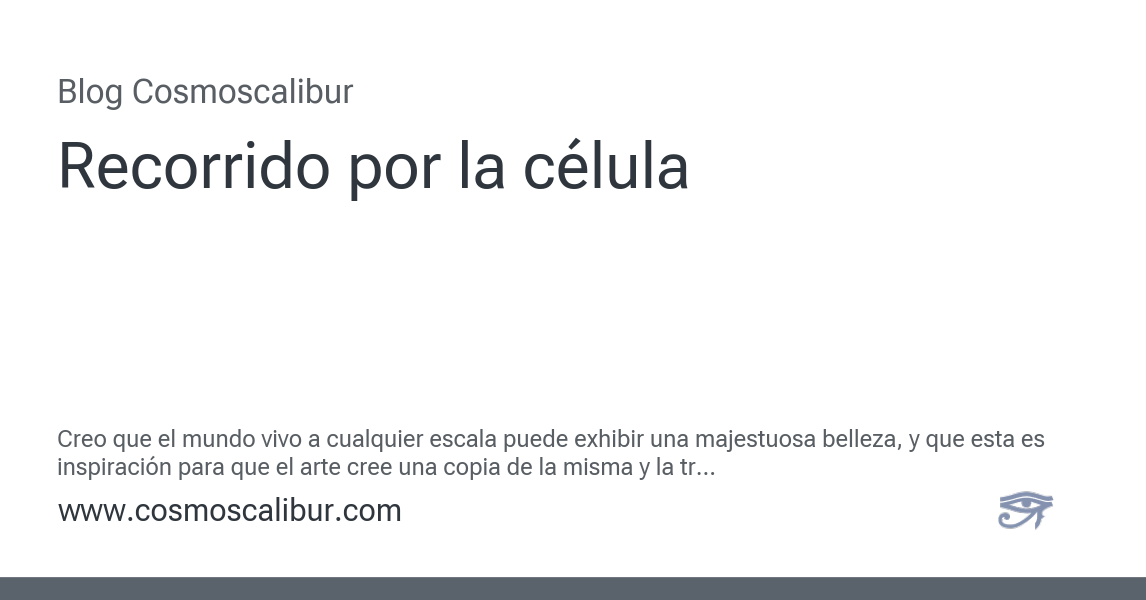 Blog Cosmoscalibur
Recorrido por la célula
Creo que el mundo vivo a cualquier escala puede exhibir una majestuosa belleza, y que esta es
inspiración para que el arte cree una copia de la misma y la tr...
www.cosmoscalibur.com